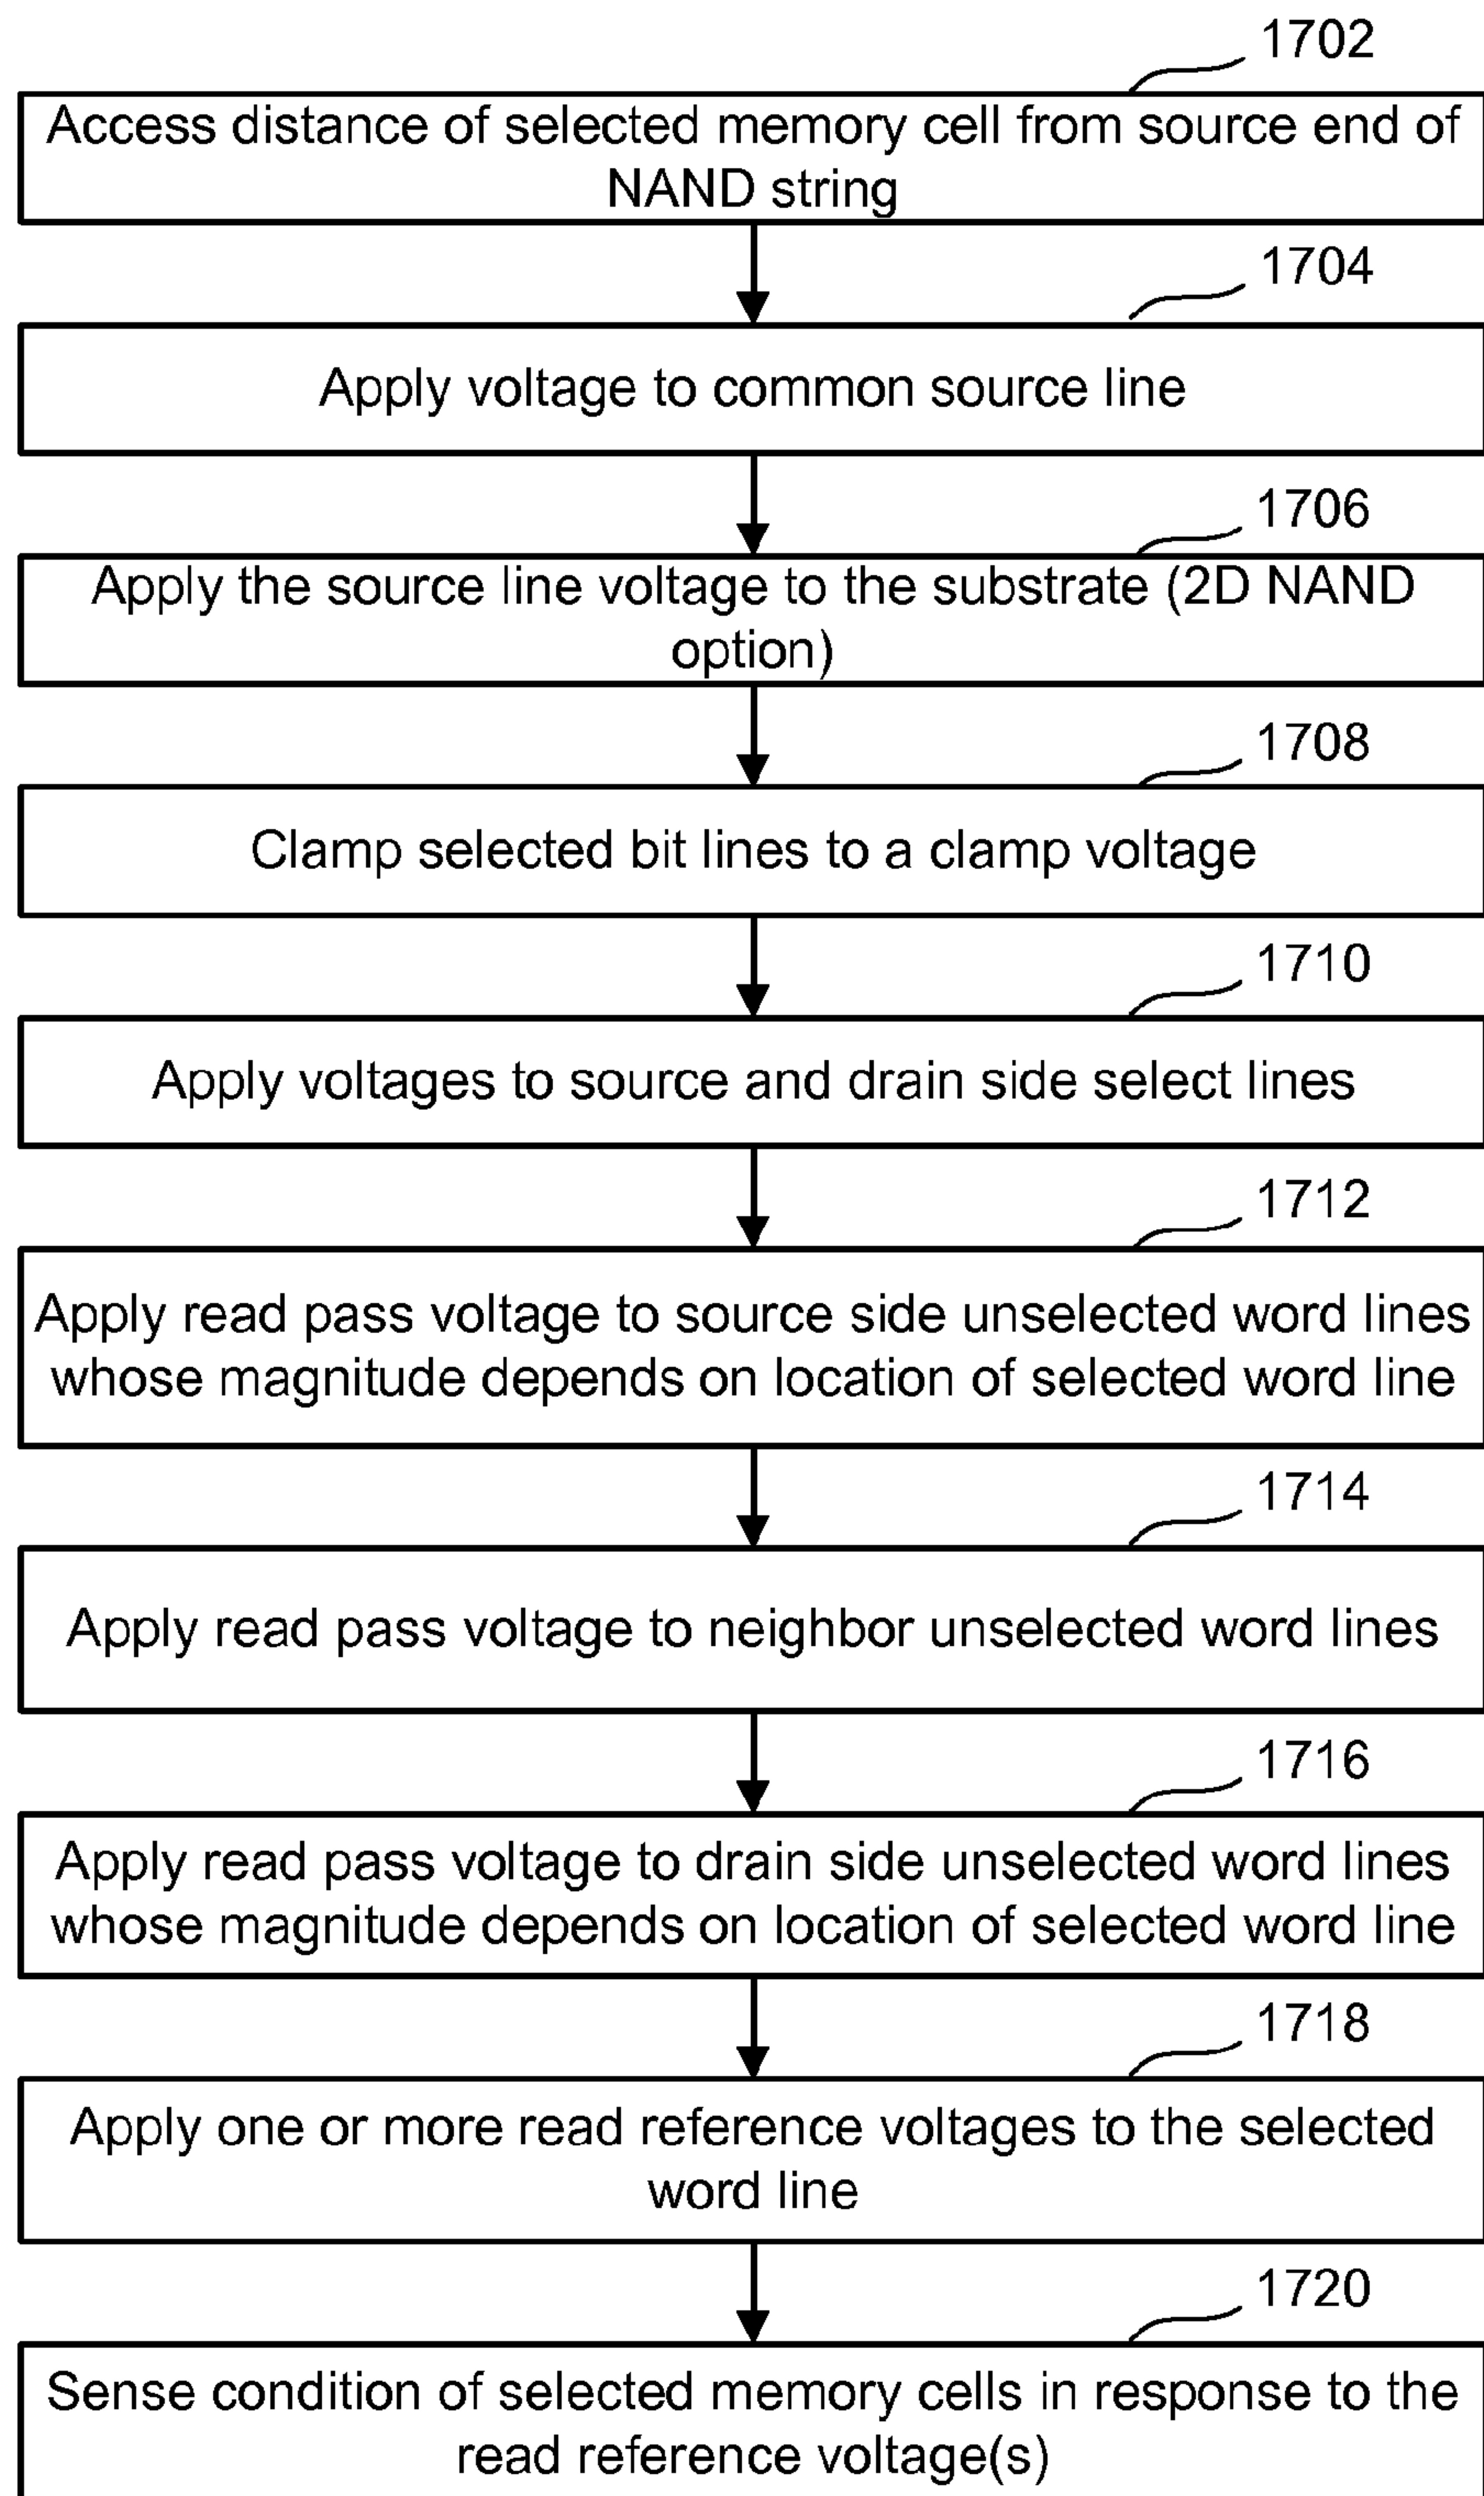 1702
Access distance of selected memory cell from source end of
NAND string
1704
Apply voltage to common source line
1706
Apply the source line voltage to the substrate (2D NAND
option)
1708
Clamp selected bit lines to a clamp voltage
1710
Apply voltages to source and drain side select lines
1712
Apply read pass voltage to source side unselected word lines
whose magnitude depends on location of selected word line
1714
Apply read pass voltage to neighbor unselected word lines
1716
Apply read pass voltage to drain side unselected word lines
whose magnitude depends on location of selected word line
1718
Apply one or more read reference voltages to the selected
word line
1720
Sense condition of selected memory cells in response to the
read reference voltage(s)